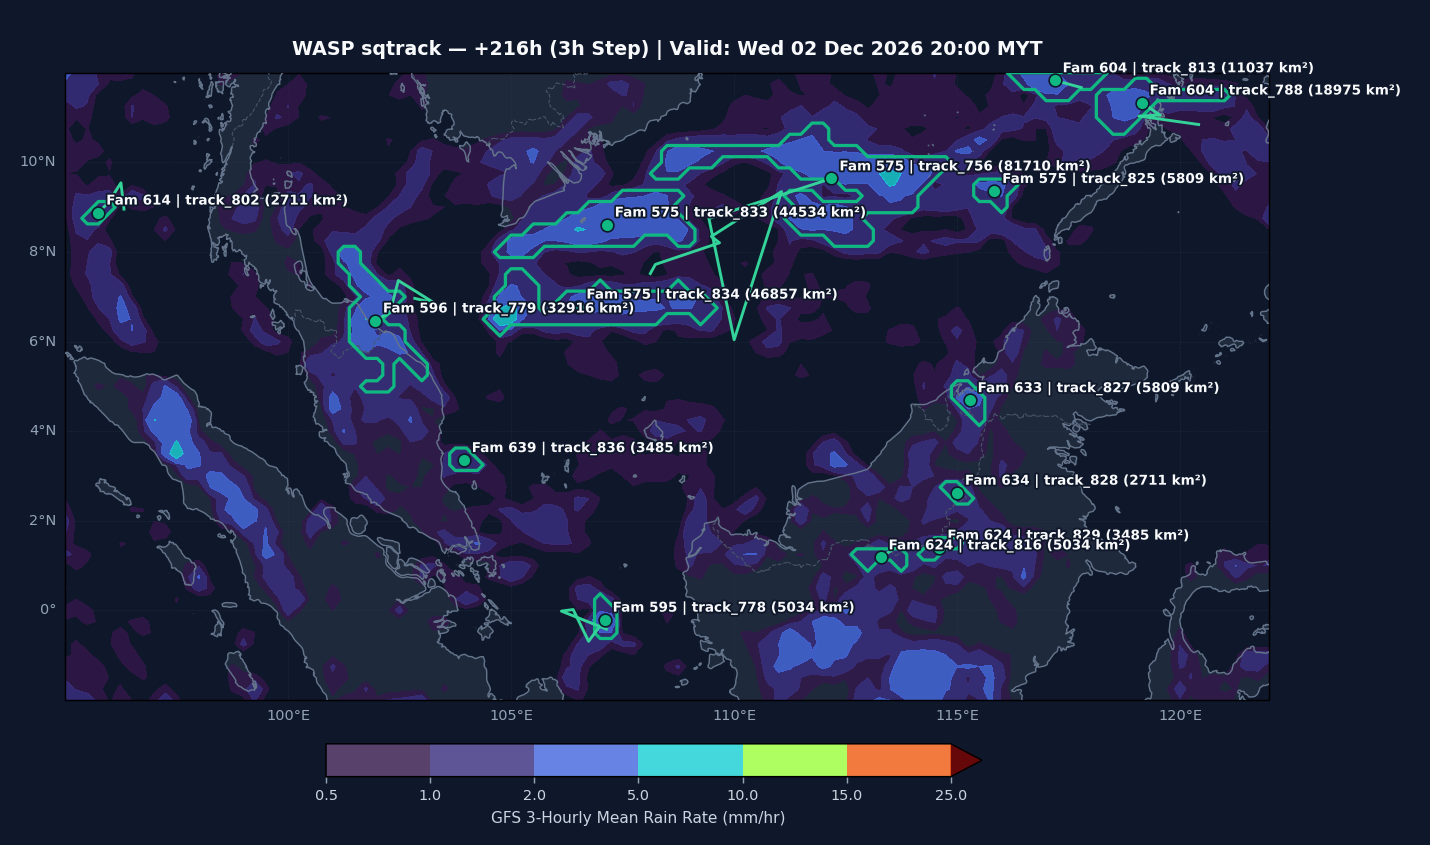 WASP sqtrack — +216h (3h Step) | Valid: Wed 02 Dec 2026 20:00 MYT
Fam 604 | track_813 (11037 km²)
Fam 604 | track_788 (18975 km²)
10°N
Fam 575 | track_756 (81710 km²)
Fam 575 | track_825 (5809 km²)
Fam 614 | track_802 (2711 km²)
Fam 575 | track_833 (44534 km²)
8°N
Fam 575 | track_834 (46857 km²)
Fam 596 | track_779 (32916 km²)
6°N
Fam 633 | track_827 (5809 km²)
4°N
Fam 639 | track_836 (3485 km²)
Fam 634 | track_828 (2711 km²)
2°N
Fam 624 | track_829 (3485 km²)
Fam 624 | track_816 (5034 km²)
0°
Fam 595 | track_778 (5034 km²)
100°E 105°E 110°E 115°E 120°E
0.5 1.0 2.0 5.0 10.0 15.0 25.0
GFS 3-Hourly Mean Rain Rate (mm/hr)